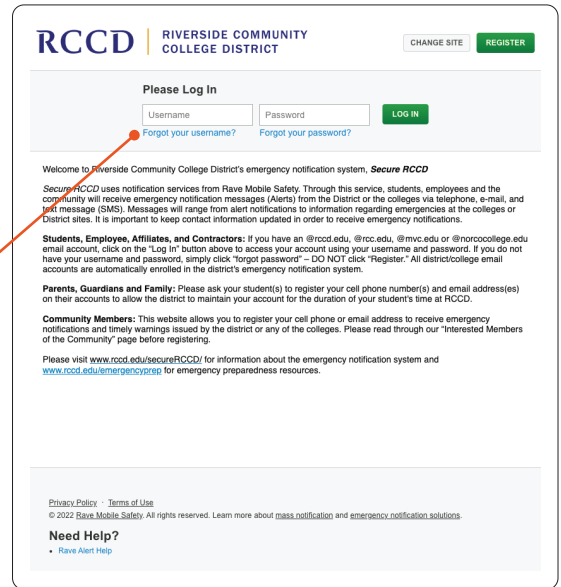 RCCD
RIVERSIDE COMMUNITY
COLLEGE DISTRICT
CHANGE SITE
REGISTER
Please Log In
Username
Password
LOG IN
Forgot your username?
Forgot your password?
Welcome to Riverside Community College District's emergency notification system, Secure RCCD
Secure RCCD uses notification services from Rave Mobile Safety. Through this service, students, employees and the
community will receive emergency notification messages (Alerts) from the District or the colleges via telephone, e-mail, and
text message (SMS). Messages will range from alert notifications to information regarding emergencies at the colleges or
District sites. It is important to keep contact information updated in order to receive emergency notifications.
Students, Employee, Affiliates, and Contractors: If you have an @rccd.edu, @rcc.edu, @mvc.edu or @norcocollege.edu
email account, click on the "Log In" button above to access your account using your username and password. If you do not
have your username and password, simply click "forgot password" – DO NOT click "Register." All district/college email
accounts are automatically enrolled in the district's emergency notification system.
Parents, Guardians and Family: Please ask your student(s) to register your cell phone number(s) and email address(es)
on their accounts to allow the district to maintain your account for the duration of your student's time at RCCD.
Community Members: This website allows you to register your cell phone or email address to receive emergency
notifications and timely warnings issued by the district or any of the colleges. Please read through our "Interested Members
of the Community" page before registering.
Please visit www.rccd.edu/secureRCCD/ for information about the emergency notification system and
www.rccd.edu/emergencyprep for emergency preparedness resources.
Privacy Policy · Terms of Use
© 2022 Rave Mobile Safety. All rights reserved. Learn more about mass notification and emergency notification solutions.
Need Help?
• Rave Alert Help